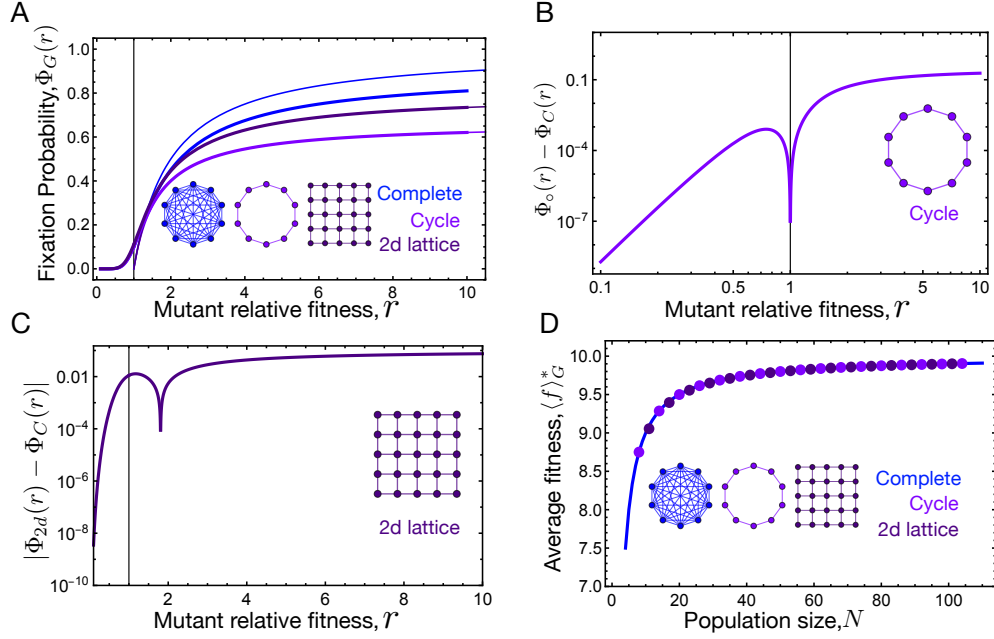 A
Fixation Probability, Φ_G(r)
1.0
0.8
0.6
0.4
0.2
0.0
0 2 4 6 8 10
Complete
Cycle
2d lattice
Mutant relative fitness, r
B
Φ_○(r) − Φ_C(r)
0.1
10^−4
10^−7
0.1 0.5 1 5 10
Cycle
Mutant relative fitness, r
C
|Φ_2d(r) − Φ_C(r)|
0.01
10^−4
10^−6
10^−8
10^−10
2 4 6 8 10
2d lattice
Mutant relative fitness, r
D
Average fitness, ⟨f⟩*_G
10.0
9.5
9.0
8.5
8.0
7.5
7.0
0 20 40 60 80 100
Complete
Cycle
2d lattice
Population size, N